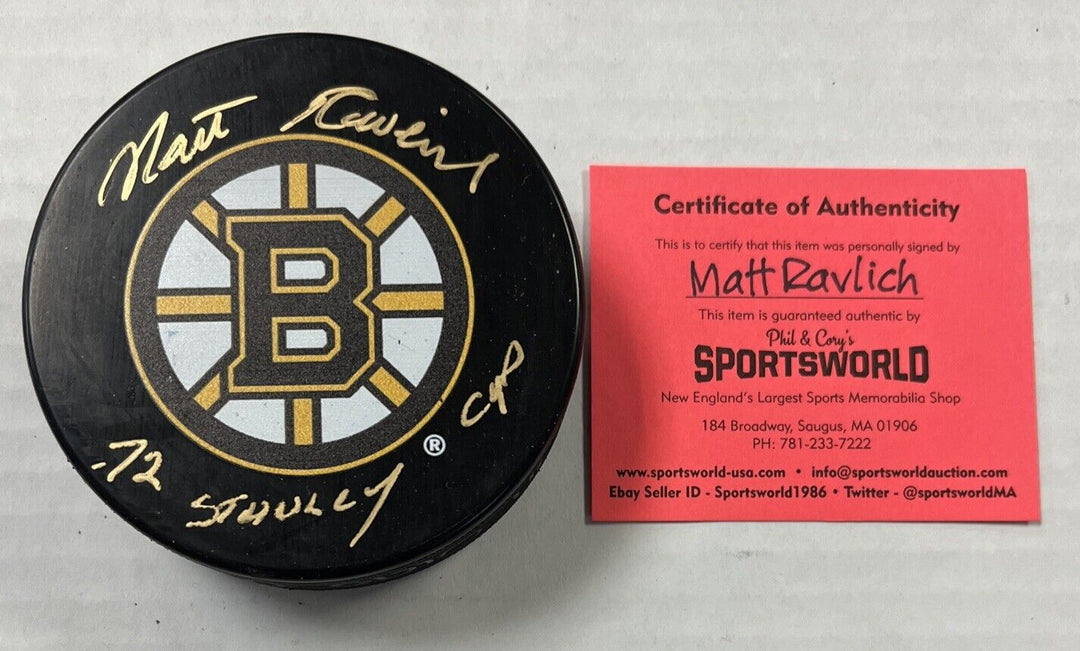 Matt Ravlich
B
®
.72 STANLEY CUP
Certificate of Authenticity
This is to certify that this item was personally signed by
Matt Ravlich
This item is guaranteed authentic by
Phil & Cory's
SPORTSWORLD
New England's Largest Sports Memorabilia Shop
184 Broadway, Saugus, MA 01906
PH: 781-233-7222
www.sportsworld-usa.com • info@sportsworldauction.com
Ebay Seller ID - Sportsworld1986 • Twitter - @sportsworldMA